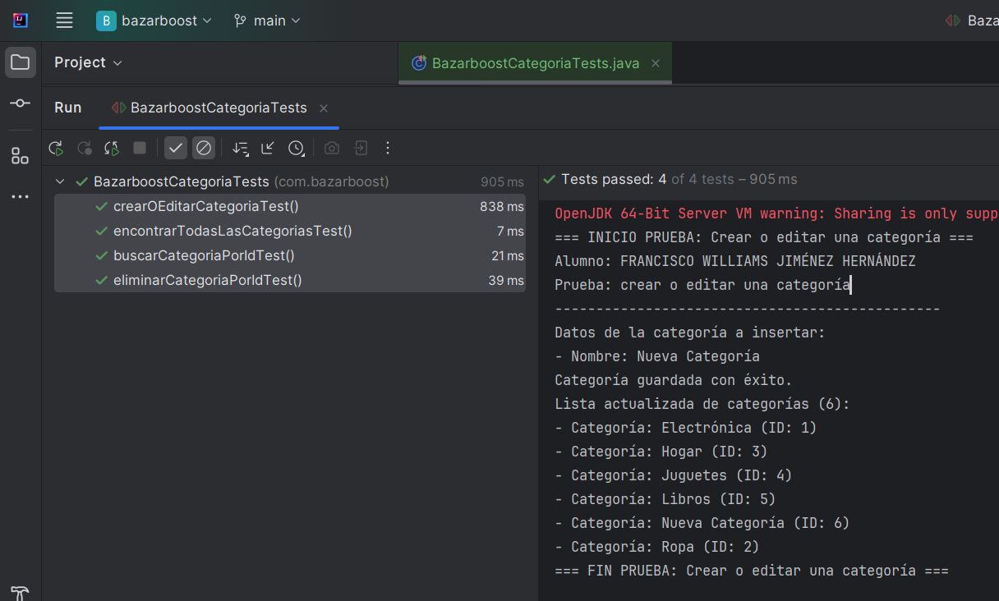 B bazarboost main Baza
Project BazarboostCategoriaTests.java
Run BazarboostCategoriaTests
BazarboostCategoriaTests (com.bazarboost) 905 ms
crearOEditarCategoriaTest() 838 ms
encontrarTodasLasCategoriasTest() 7 ms
buscarCategoriaPorIdTest() 21 ms
eliminarCategoriaPorIdTest() 39 ms
Tests passed: 4 of 4 tests – 905 ms
OpenJDK 64-Bit Server VM warning: Sharing is only supp
=== INICIO PRUEBA: Crear o editar una categoría ===
Alumno: FRANCISCO WILLIAMS JIMÉNEZ HERNÁNDEZ
Prueba: crear o editar una categoría
-----------------------------------------------
Datos de la categoría a insertar:
- Nombre: Nueva Categoría
Categoría guardada con éxito.
Lista actualizada de categorías (6):
- Categoría: Electrónica (ID: 1)
- Categoría: Hogar (ID: 3)
- Categoría: Juguetes (ID: 4)
- Categoría: Libros (ID: 5)
- Categoría: Nueva Categoría (ID: 6)
- Categoría: Ropa (ID: 2)
=== FIN PRUEBA: Crear o editar una categoría ===